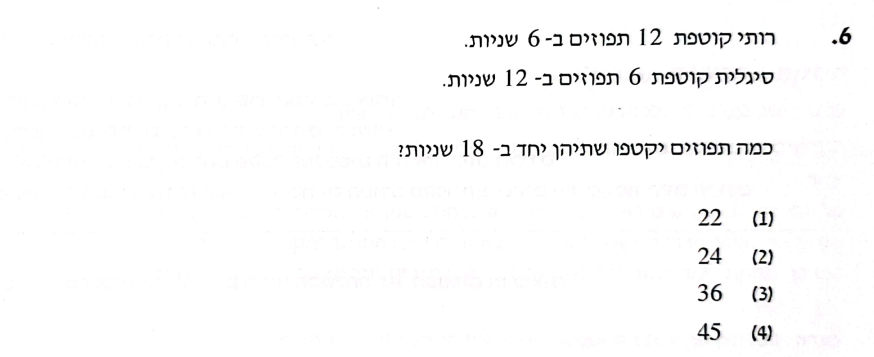 6. רותי קוטפת 12 תפוזים ב- 6 שניות.
סיגלית קוטפת 6 תפוזים ב- 12 שניות.
כמה תפוזים יקטפו שתיהן יחד ב- 18 שניות?
(1) 22
(2) 24
(3) 36
(4) 45